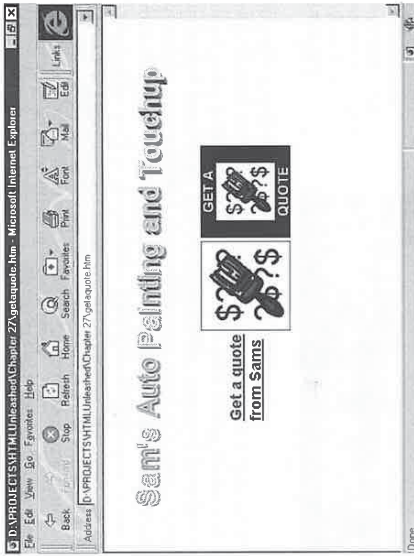 D:\PROJECTS\HTMLUnleashed\Chapter 27\getaquote.htm - Microsoft Internet Explorer
File Edit View Go Favorites Help
Back Forward Stop Refresh Home Search Favorites Print Font Mail Edit
Links
Address D:\PROJECTS\HTMLUnleashed\Chapter 27\getaquote.htm
Sam's Auto Painting and Touchup
Get a quote
from Sams
$?$
$?$
GET A
$?$
$?$
QUOTE
Done